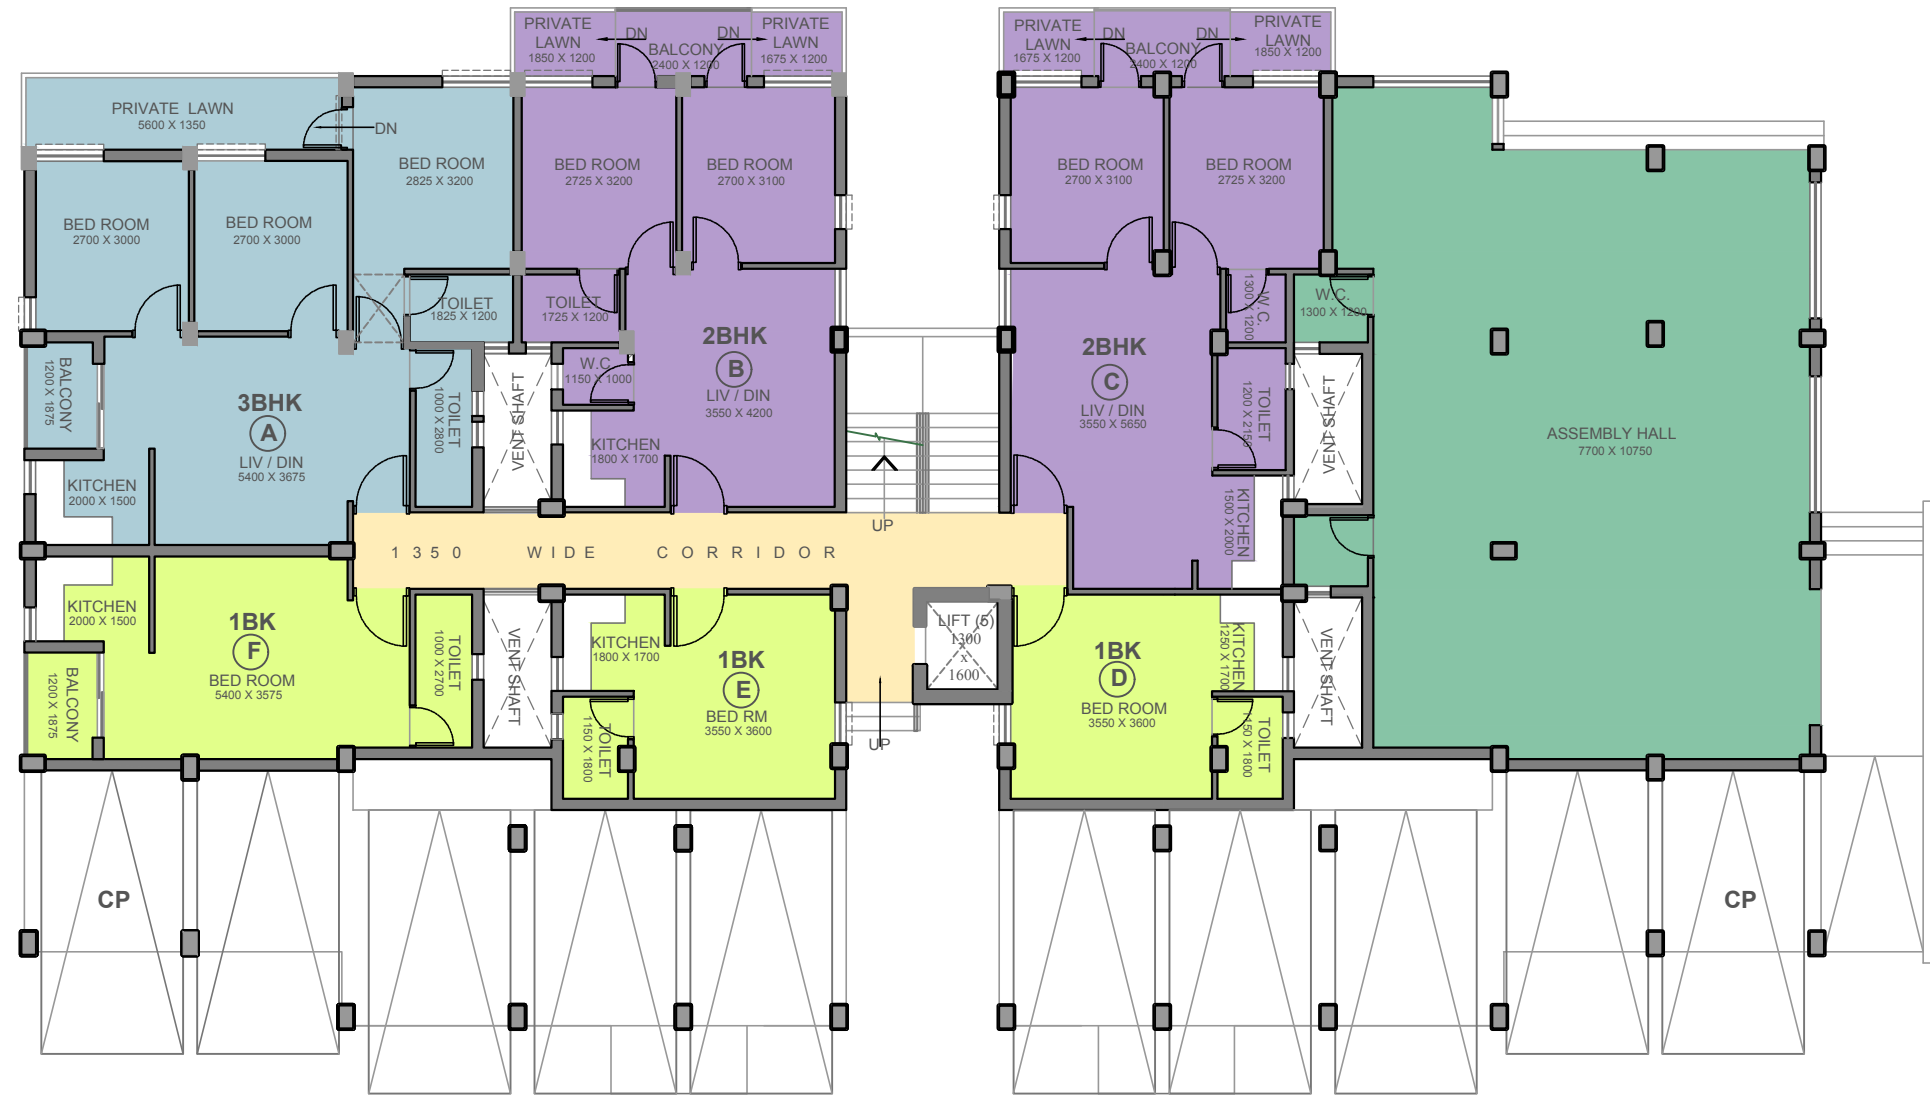 PRIVATE
LAWN
1850 X 1200
DN
BALCONY
2400 X 1200
DN
PRIVATE
LAWN
1675 X 1200
PRIVATE
LAWN
1675 X 1200
DN
BALCONY
2400 X 1200
DN
PRIVATE
LAWN
1850 X 1200
PRIVATE LAWN
5600 X 1350
DN
BED ROOM
2700 X 3000
BED ROOM
2700 X 3000
BED ROOM
2825 X 3200
BED ROOM
2725 X 3200
BED ROOM
2700 X 3100
BED ROOM
2700 X 3100
BED ROOM
2725 X 3200
TOILET
1825 X 1200
TOILET
1725 X 1200
W.C.
1300 X 1200
W.C.
1300 X 1200
BALCONY
1200 X 1875
3BHK
A
LIV / DIN
5400 X 3675
TOILET
1000 X 2800
VENT SHAFT
W.C.
1150 X 1000
2BHK
B
LIV / DIN
3550 X 4200
KITCHEN
1800 X 1700
2BHK
C
LIV / DIN
3550 X 5650
TOILET
1200 X 2150
VENT SHAFT
ASSEMBLY HALL
7700 X 10750
KITCHEN
2000 X 1500
KITCHEN
1500 X 2000
UP
1350 WIDE CORRIDOR
KITCHEN
2000 X 1500
1BK
F
BED ROOM
5400 X 3575
BALCONY
1200 X 1875
TOILET
1000 X 2700
VENT SHAFT
KITCHEN
1800 X 1700
1BK
E
BED RM
3550 X 3600
TOILET
1150 X 1800
LIFT (5)
1300
x
1600
UP
1BK
D
BED ROOM
3550 X 3600
KITCHEN
1250 X 1700
TOILET
1150 X 1800
VENT SHAFT
CP
CP